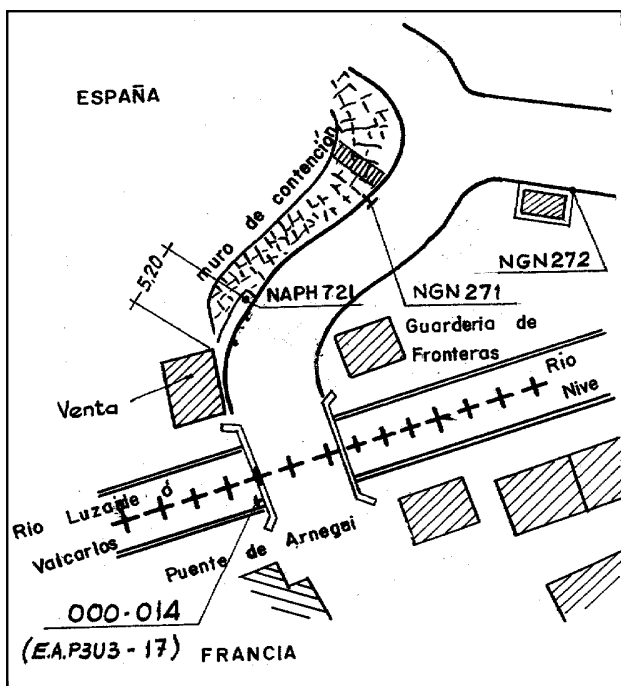 ESPAÑA
muro de contención
5,20
NAPH 721
NGN 271
NGN 272
Guarderia de
Fronteras
Venta
Rio
Nive
Rio Luzaide ó
Valcarlos
Puente de Arnegai
000-014
(E.A.P3U3-17)
FRANCIA